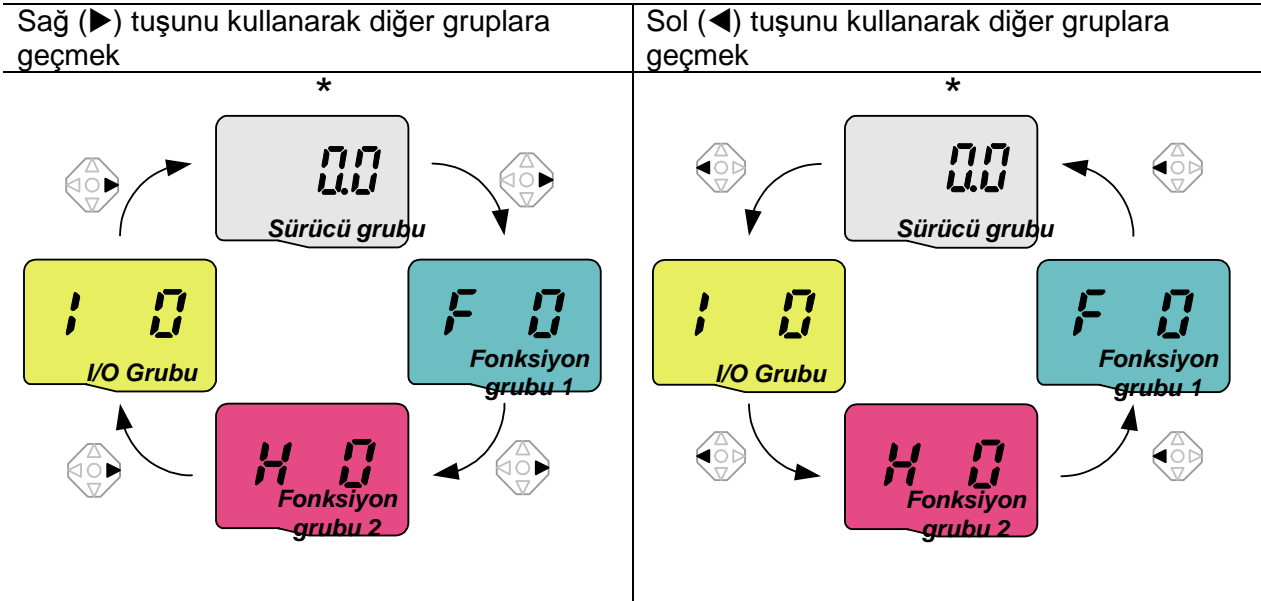 Sağ (▶) tuşunu kullanarak diğer gruplara
geçmek
*
0.0
Sürücü grubu
I 0
I/O Grubu
F 0
Fonksiyon
grubu 1
H 0
Fonksiyon
grubu 2
Sol (◀) tuşunu kullanarak diğer gruplara
geçmek
*
0.0
Sürücü grubu
I 0
I/O Grubu
F 0
Fonksiyon
grubu 1
H 0
Fonksiyon
grubu 2